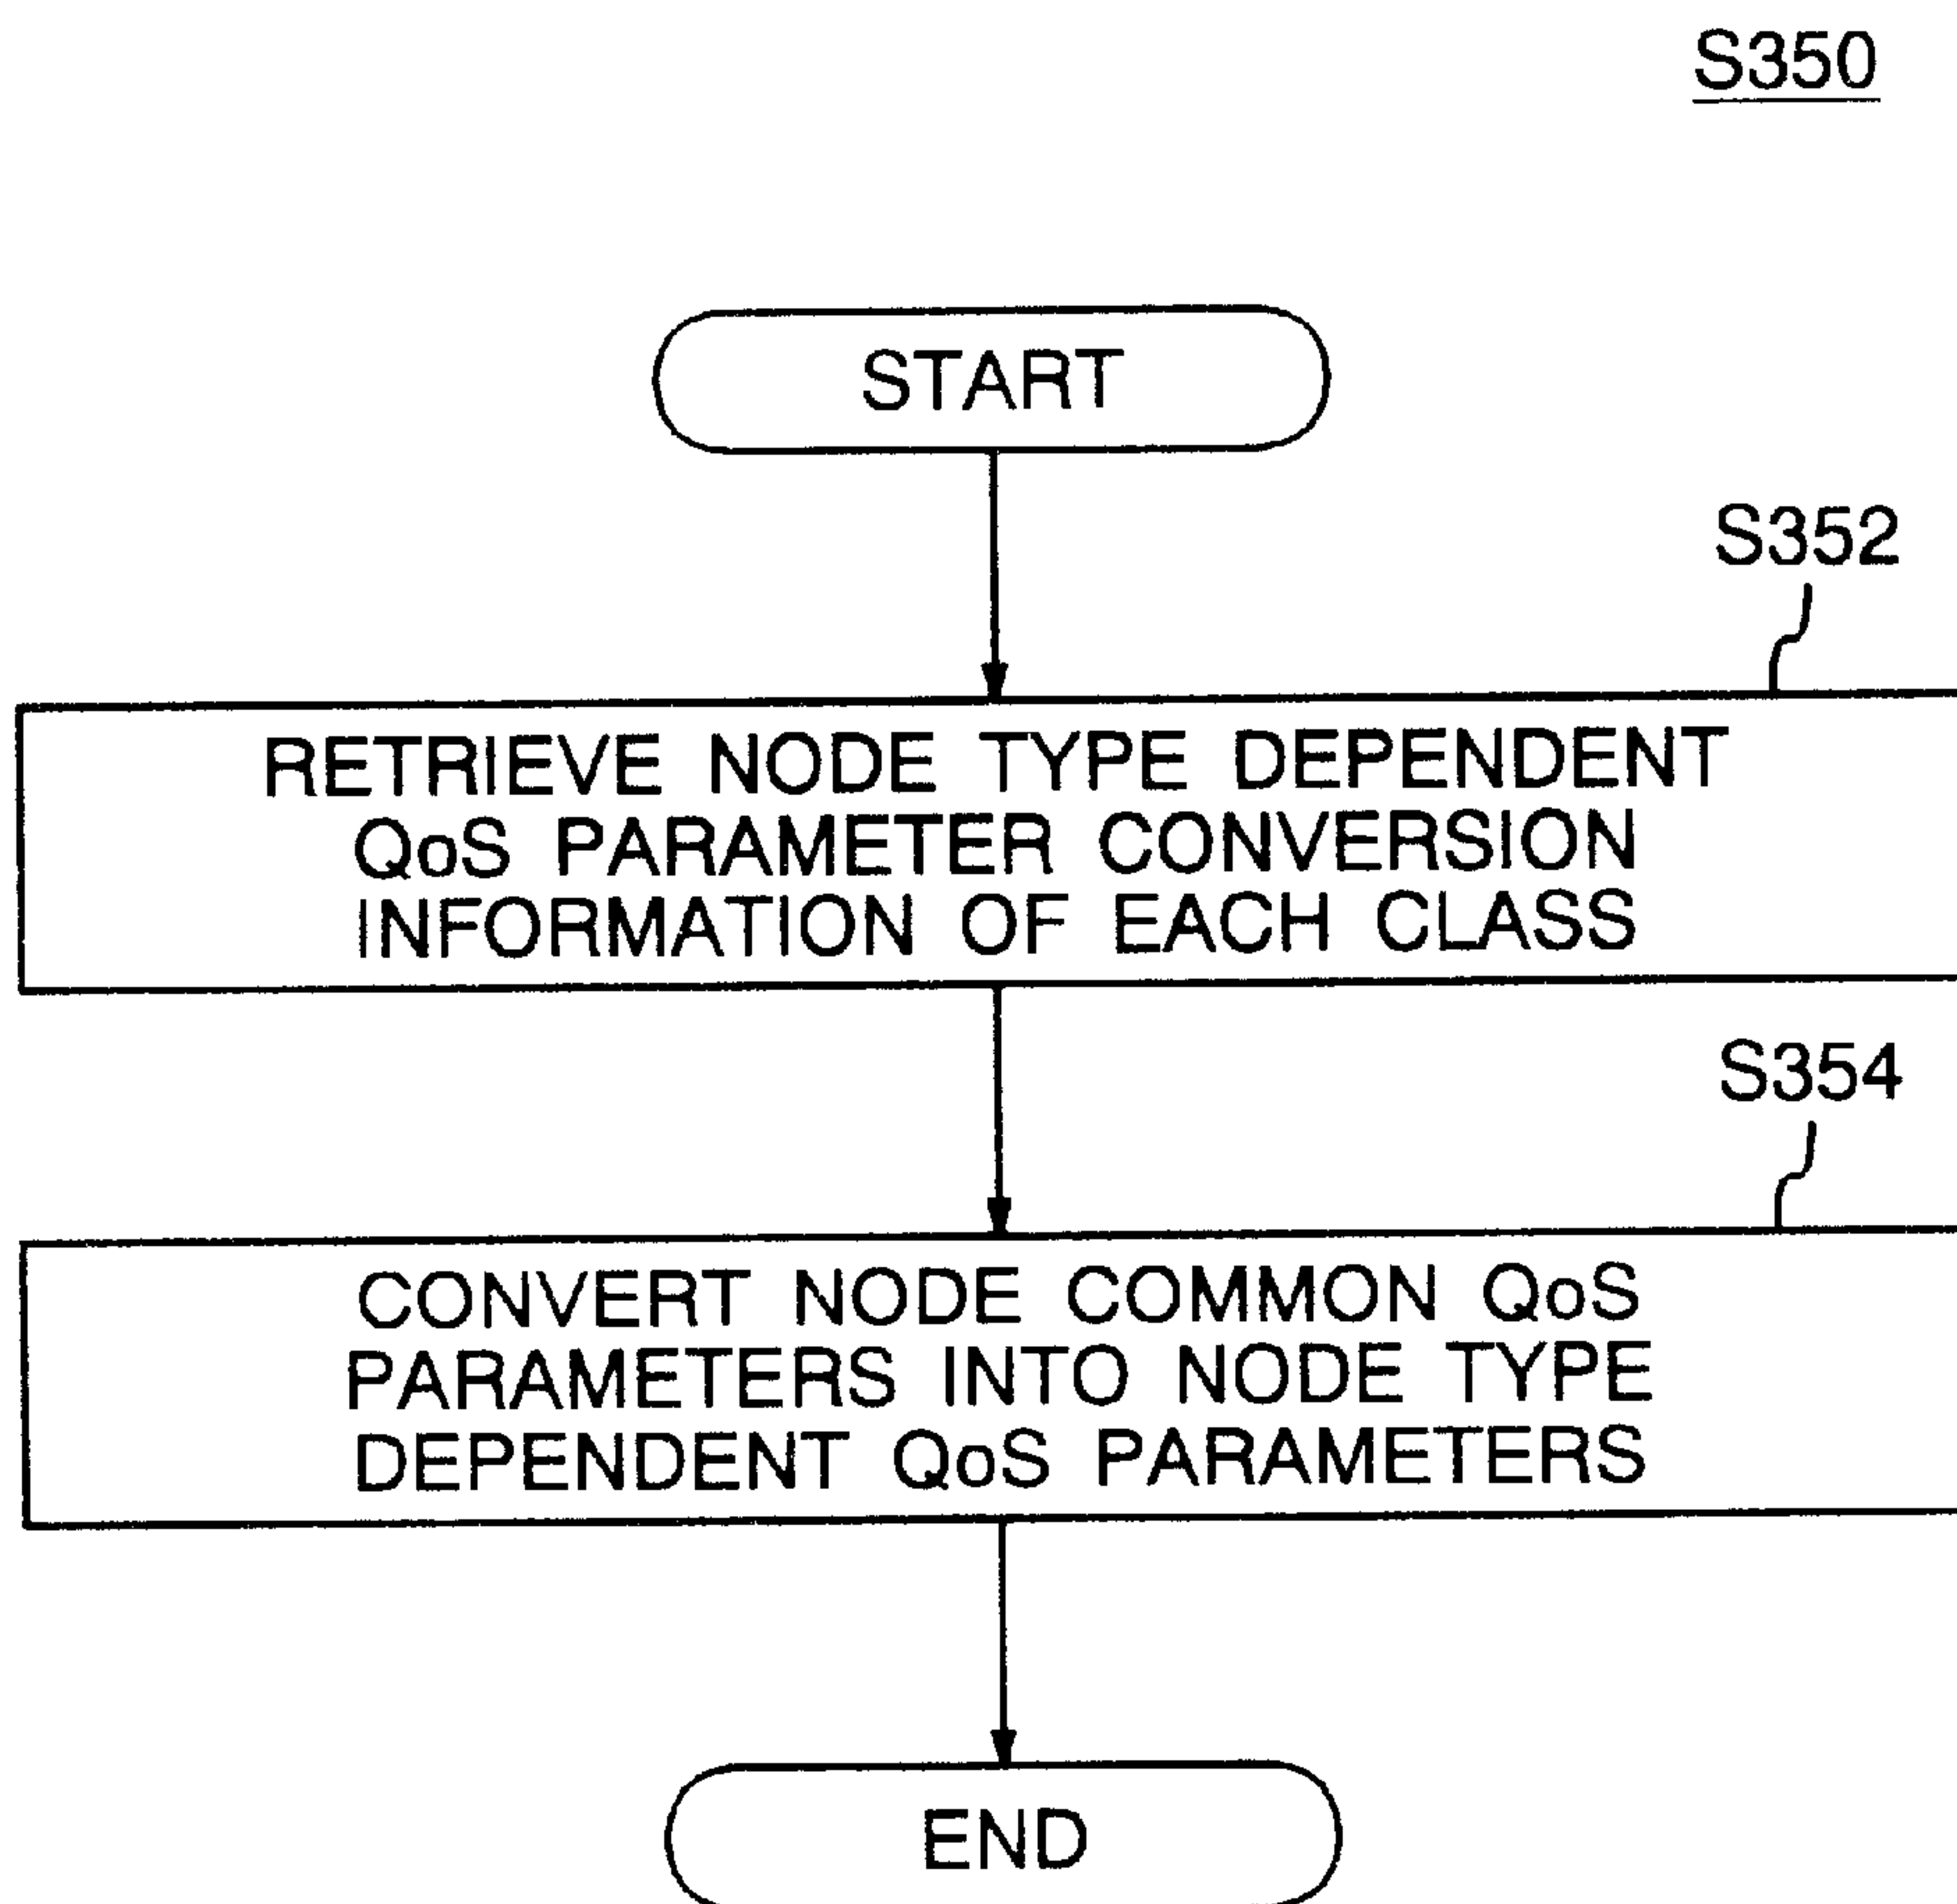 S350
START
S352
RETRIEVE NODE TYPE DEPENDENT
QoS PARAMETER CONVERSION
INFORMATION OF EACH CLASS
S354
CONVERT NODE COMMON QoS
PARAMETERS INTO NODE TYPE
DEPENDENT QoS PARAMETERS
END